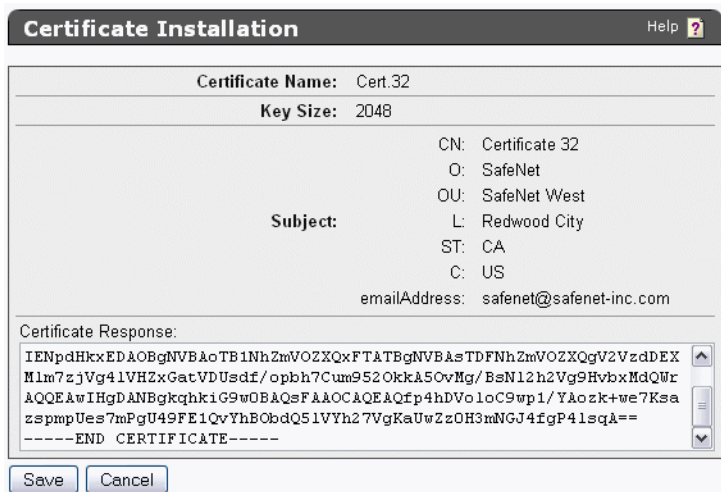 Certificate Installation Help ?
Certificate Name: Cert.32
Key Size: 2048
Subject:
CN: Certificate 32
O: SafeNet
OU: SafeNet West
L: Redwood City
ST: CA
C: US
emailAddress: safenet@safenet-inc.com
Certificate Response:
IENpdHkxEDAOBgNVBAoTB1NhZmVOZXQxFTATBgNVBAsTDFNhZmVOZXQgV2VzdDEX
M1m7zjVg41VHZxGatVDUsdf/opbh7Cum952OkkA5OvMg/BsN12h2Vg9HvbxMdQWr
AQQEAwIHgDANBgkqhkiG9w0BAQsFAAOCAQEAQfp4hDVoloC9wp1/YAozk+we7Ksa
zspmpUes7mPgU49FE1QvYhBObdQ51VYh27VgKaUwZzOH3mNGJ4fgP41sqA==
-----END CERTIFICATE-----
Save Cancel